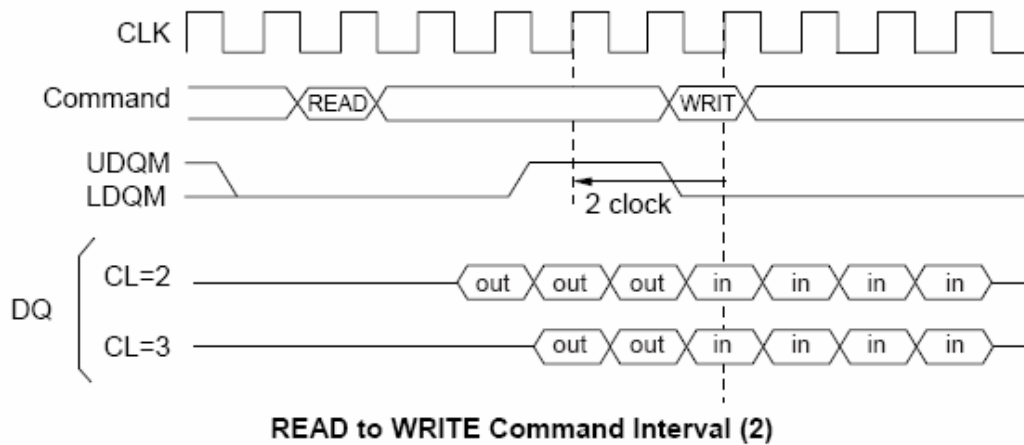 CLK
Command READ WRIT
UDQM
LDQM
2 clock
DQ
CL=2 out out out in in in in
CL=3 out out in in in in
READ to WRITE Command Interval (2)